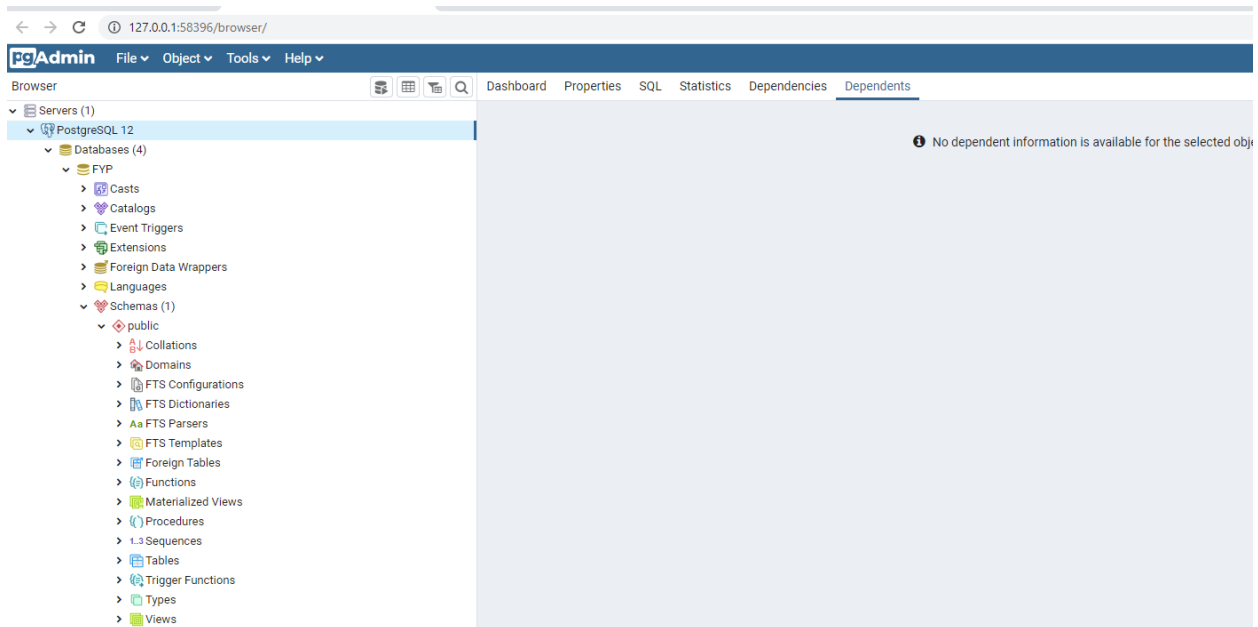 127.0.0.1:58396/browser/
pgAdmin File Object Tools Help
Browser Dashboard Properties SQL Statistics Dependencies Dependents
Servers (1)
PostgreSQL 12
No dependent information is available for the selected obje
Databases (4)
FYP
Casts
Catalogs
Event Triggers
Extensions
Foreign Data Wrappers
Languages
Schemas (1)
public
Collations
Domains
FTS Configurations
FTS Dictionaries
Aa FTS Parsers
FTS Templates
Foreign Tables
Functions
Materialized Views
Procedures
1..3 Sequences
Tables
Trigger Functions
Types
Views